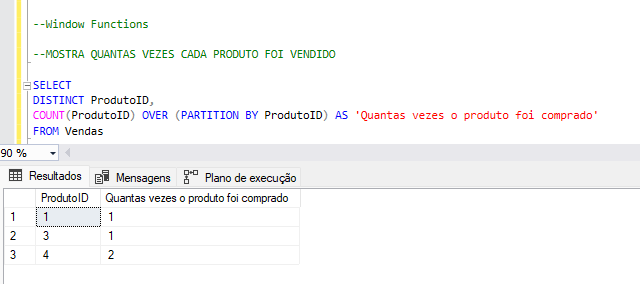 --Window Functions
--MOSTRA QUANTAS VEZES CADA PRODUTO FOI VENDIDO
SELECT
DISTINCT ProdutoID,
COUNT(ProdutoID) OVER (PARTITION BY ProdutoID) AS 'Quantas vezes o produto foi comprado'
FROM Vendas
90 %
Resultados Mensagens Plano de execução
ProdutoID Quantas vezes o produto foi comprado
1 1 1
2 3 1
3 4 2